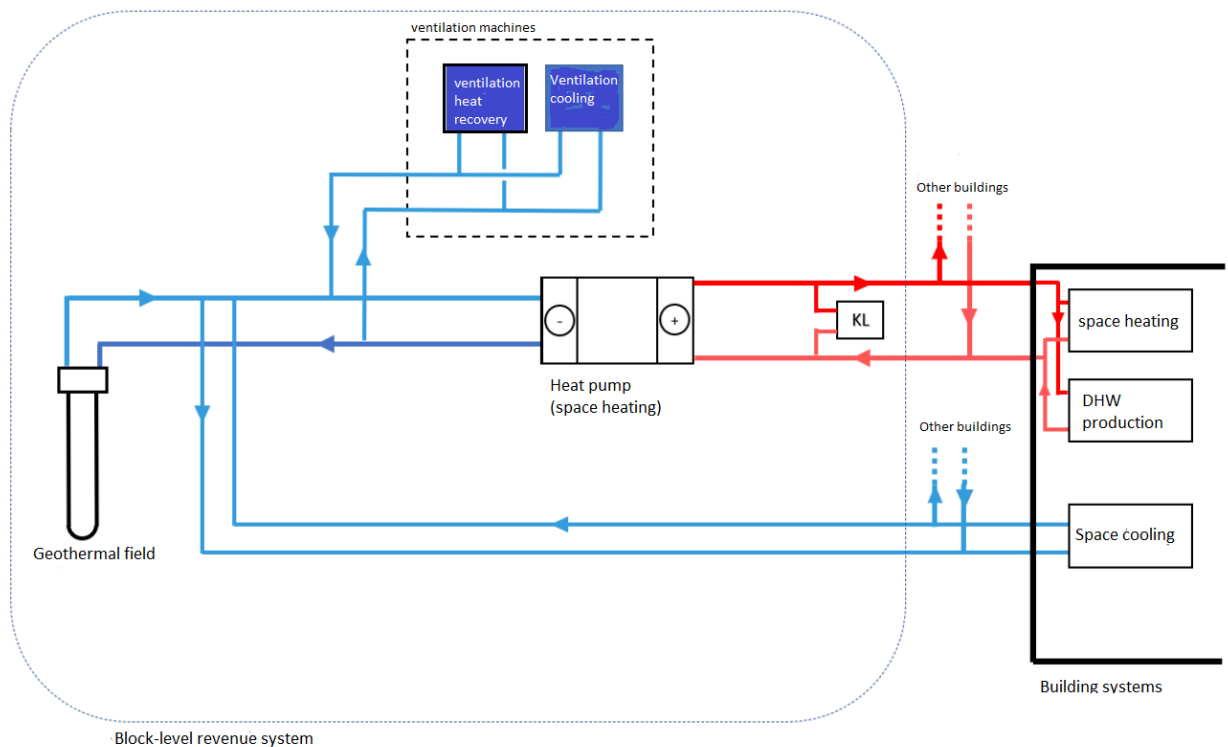 ventilation machines
ventilation
heat
recovery
Ventilation
cooling
Other buildings
-
+
KL
space heating
Heat pump
(space heating)
DHW
production
Other buildings
Space cooling
Geothermal field
Building systems
Block-level revenue system